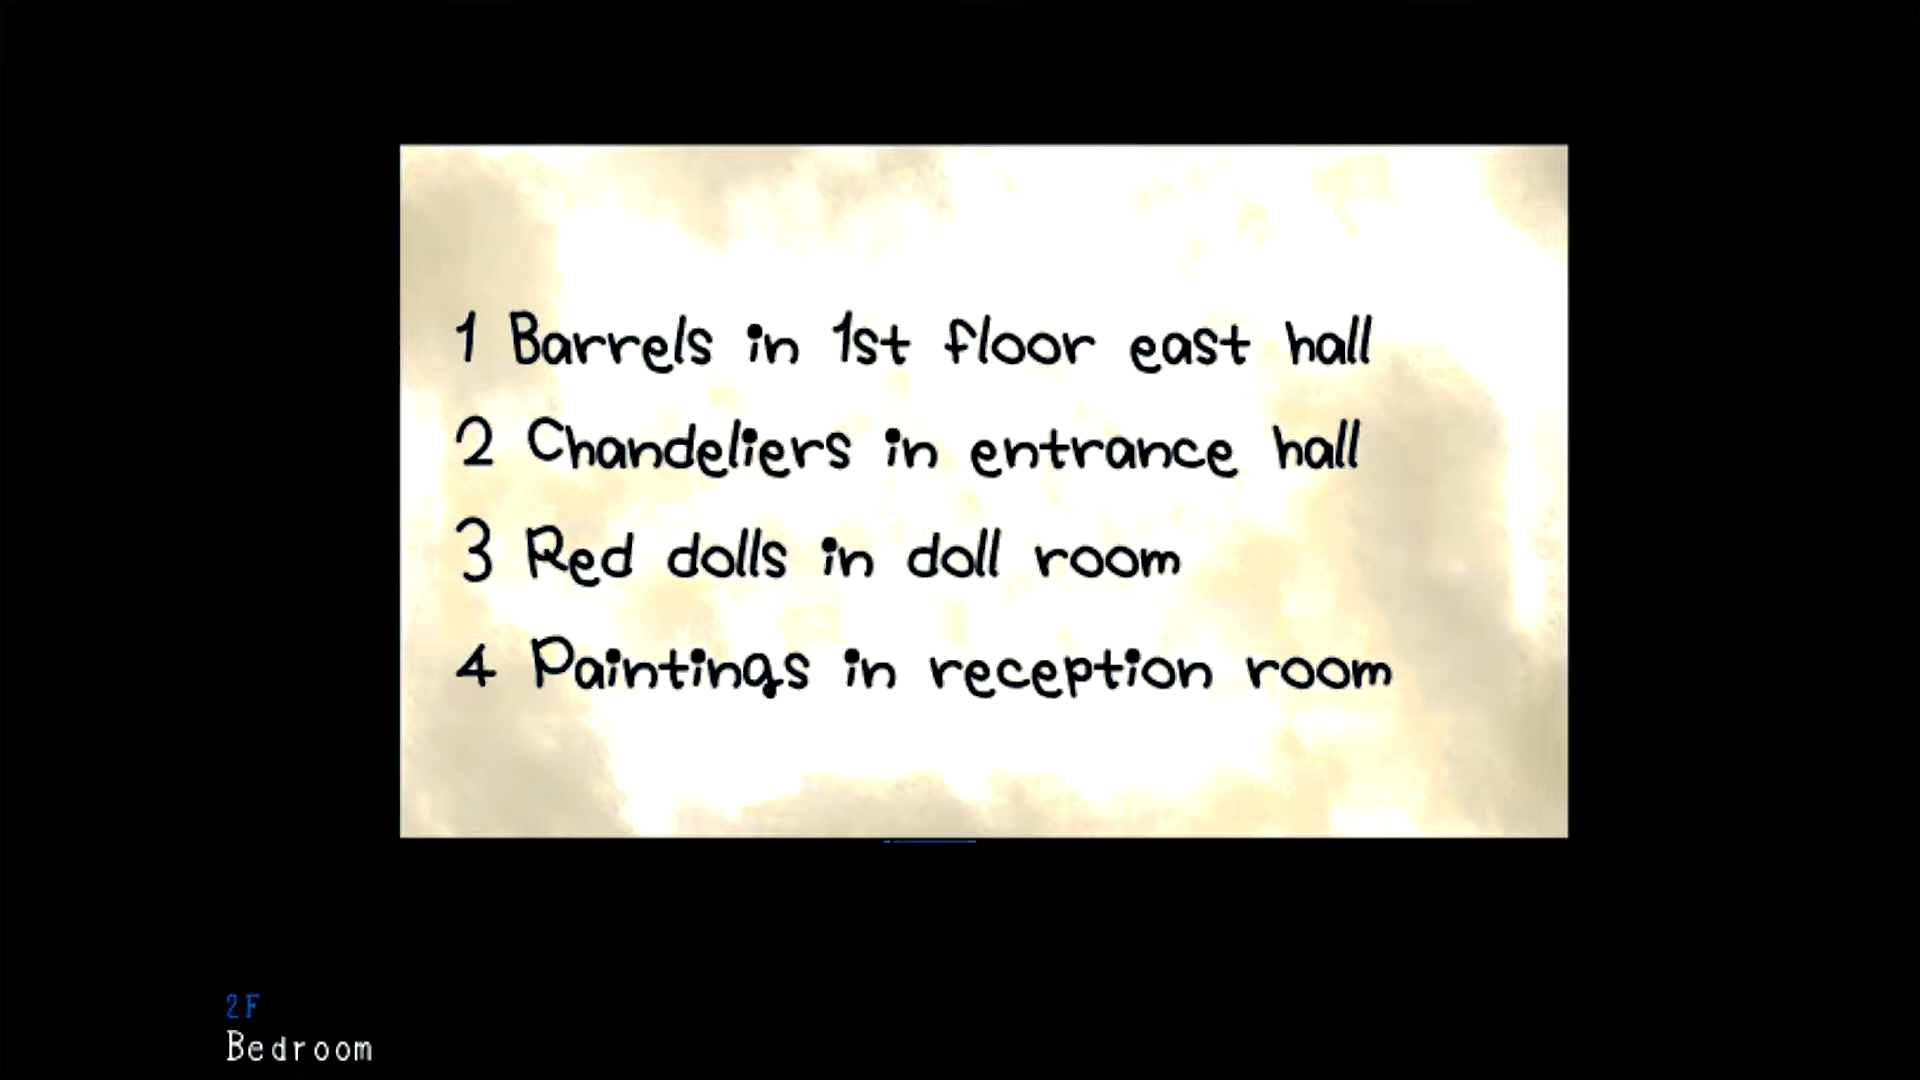 1 Barrels in 1st floor east hall
2 Chandeliers in entrance hall
3 Red dolls in doll room
4 Paintings in reception room
2F
Bedroom